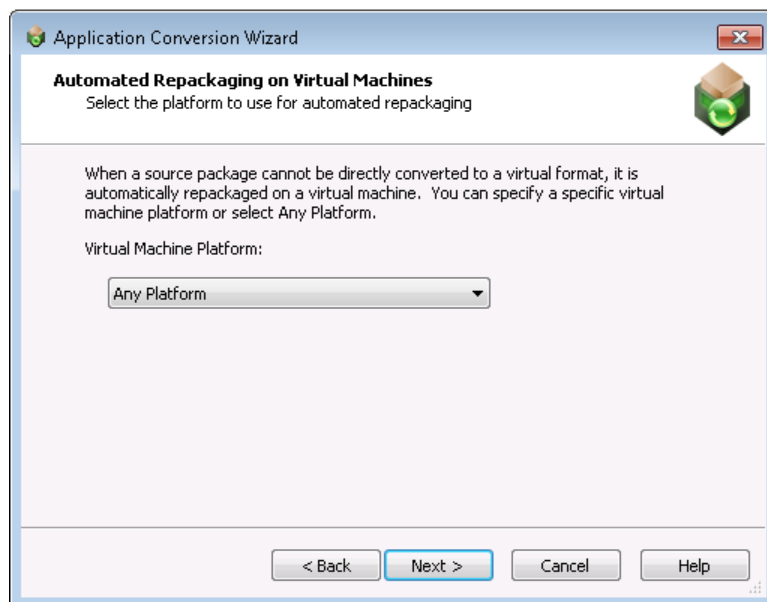 Application Conversion Wizard
Automated Repackaging on Virtual Machines
Select the platform to use for automated repackaging
When a source package cannot be directly converted to a virtual format, it is
automatically repackaged on a virtual machine.  You can specify a specific virtual
machine platform or select Any Platform.
Virtual Machine Platform:
Any Platform
< Back Next > Cancel Help